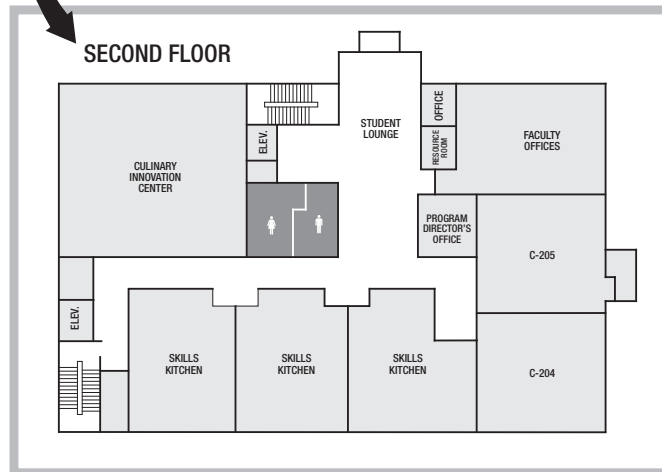 SECOND FLOOR
OFFICE
STUDENT
LOUNGE
ELEV.
RESOURCE
ROOM
FACULTY
OFFICES
CULINARY
INNOVATION
CENTER
PROGRAM
DIRECTOR'S
OFFICE
C-205
ELEV.
SKILLS
KITCHEN
SKILLS
KITCHEN
SKILLS
KITCHEN
C-204